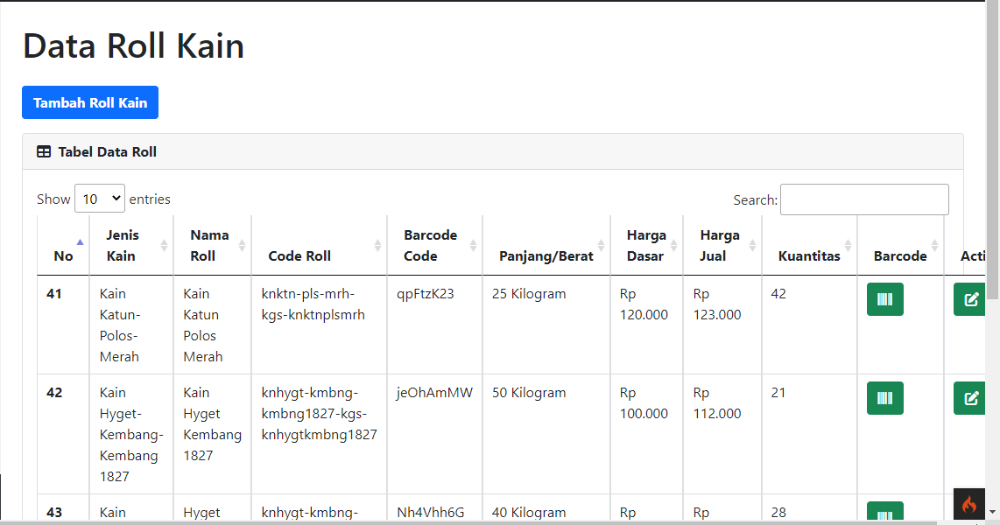 Data Roll Kain
Tambah Roll Kain
Tabel Data Roll
Show 10 entries
Search:
No
Jenis
Kain
Nama
Roll
Code Roll
Barcode
Code
Panjang/Berat
Harga
Dasar
Harga
Jual
Kuantitas
Barcode
Acti
41
Kain
Katun-
Polos-
Merah
Kain
Katun
Polos
Merah
knktn-pls-mrh-
kgs-knktnplsmrh
qpFtzK23
25 Kilogram
Rp
120.000
Rp
123.000
42
42
Kain
Hyget-
Kembang-
Kembang
1827
Kain
Hyget
Kembang
1827
knhygt-kmbng-
kmbng1827-kgs-
knhygtkmbng1827
jeOhAmMW
50 Kilogram
Rp
100.000
Rp
112.000
21
43
Kain
Hyget
knhygt-kmbng-
Nh4Vhh6G
40 Kilogram
Rp
Rp
28